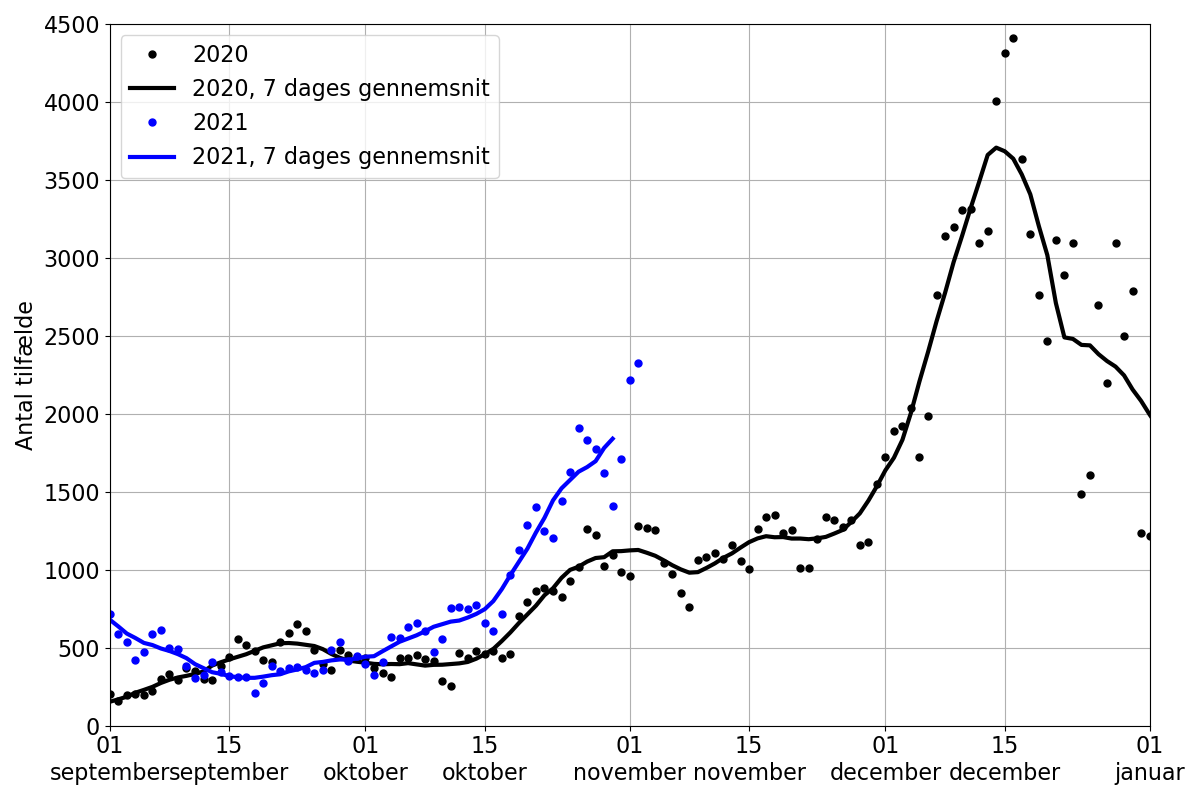 4500
4000
3500
3000
2500
2000
1500
1000
500
0
Antal tilfælde
2020
2020, 7 dages gennemsnit
2021
2021, 7 dages gennemsnit
01 15 01 15 01 15 01 15 01
september september oktober oktober november november december december januar